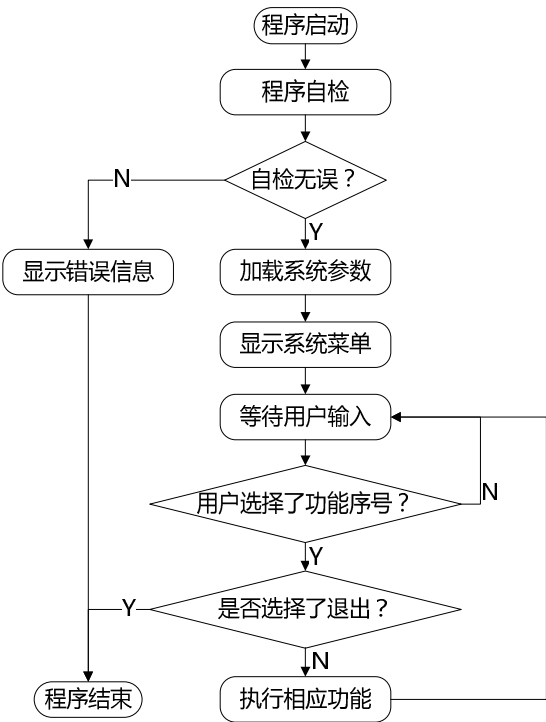 程序启动
程序自检
自检无误？
N
Y
显示错误信息
加载系统参数
显示系统菜单
等待用户输入
用户选择了功能序号？
N
Y
是否选择了退出？
Y
N
程序结束
执行相应功能